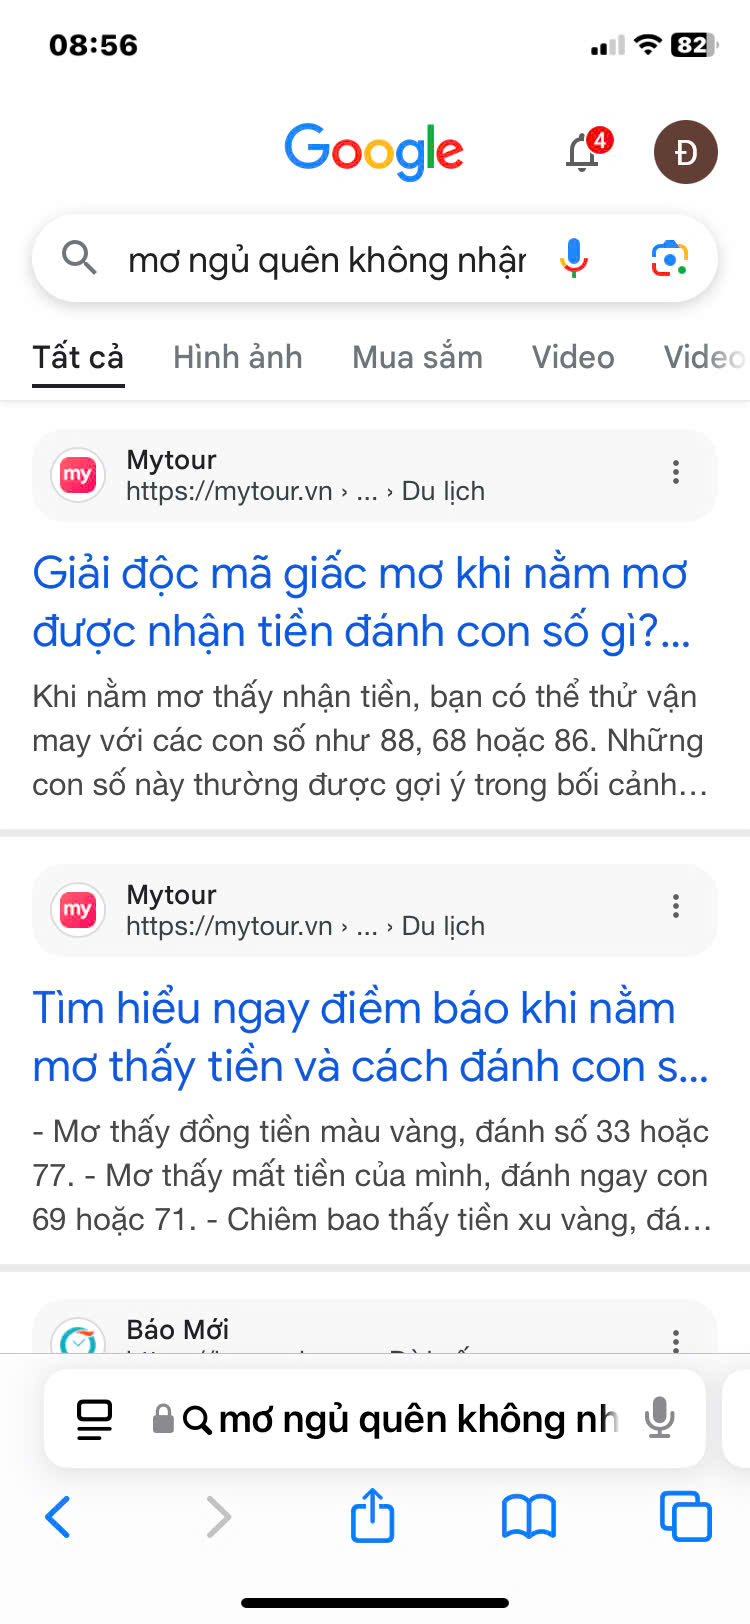 08:56
82
Google
4
Đ
mơ ngủ quên không nhận
Tất cả Hình ảnh Mua sắm Video Video
my
Mytour
https://mytour.vn › ... › Du lịch
Giải độc mã giấc mơ khi nằm mơ
được nhận tiền đánh con số gì?...
Khi nằm mơ thấy nhận tiền, bạn có thể thử vận
may với các con số như 88, 68 hoặc 86. Những
con số này thường được gợi ý trong bối cảnh...
my
Mytour
https://mytour.vn › ... › Du lịch
Tìm hiểu ngay điềm báo khi nằm
mơ thấy tiền và cách đánh con s...
- Mơ thấy đồng tiền màu vàng, đánh số 33 hoặc
77. - Mơ thấy mất tiền của mình, đánh ngay con
69 hoặc 71. - Chiêm bao thấy tiền xu vàng, đá...
Báo Mới
mơ ngủ quên không nh